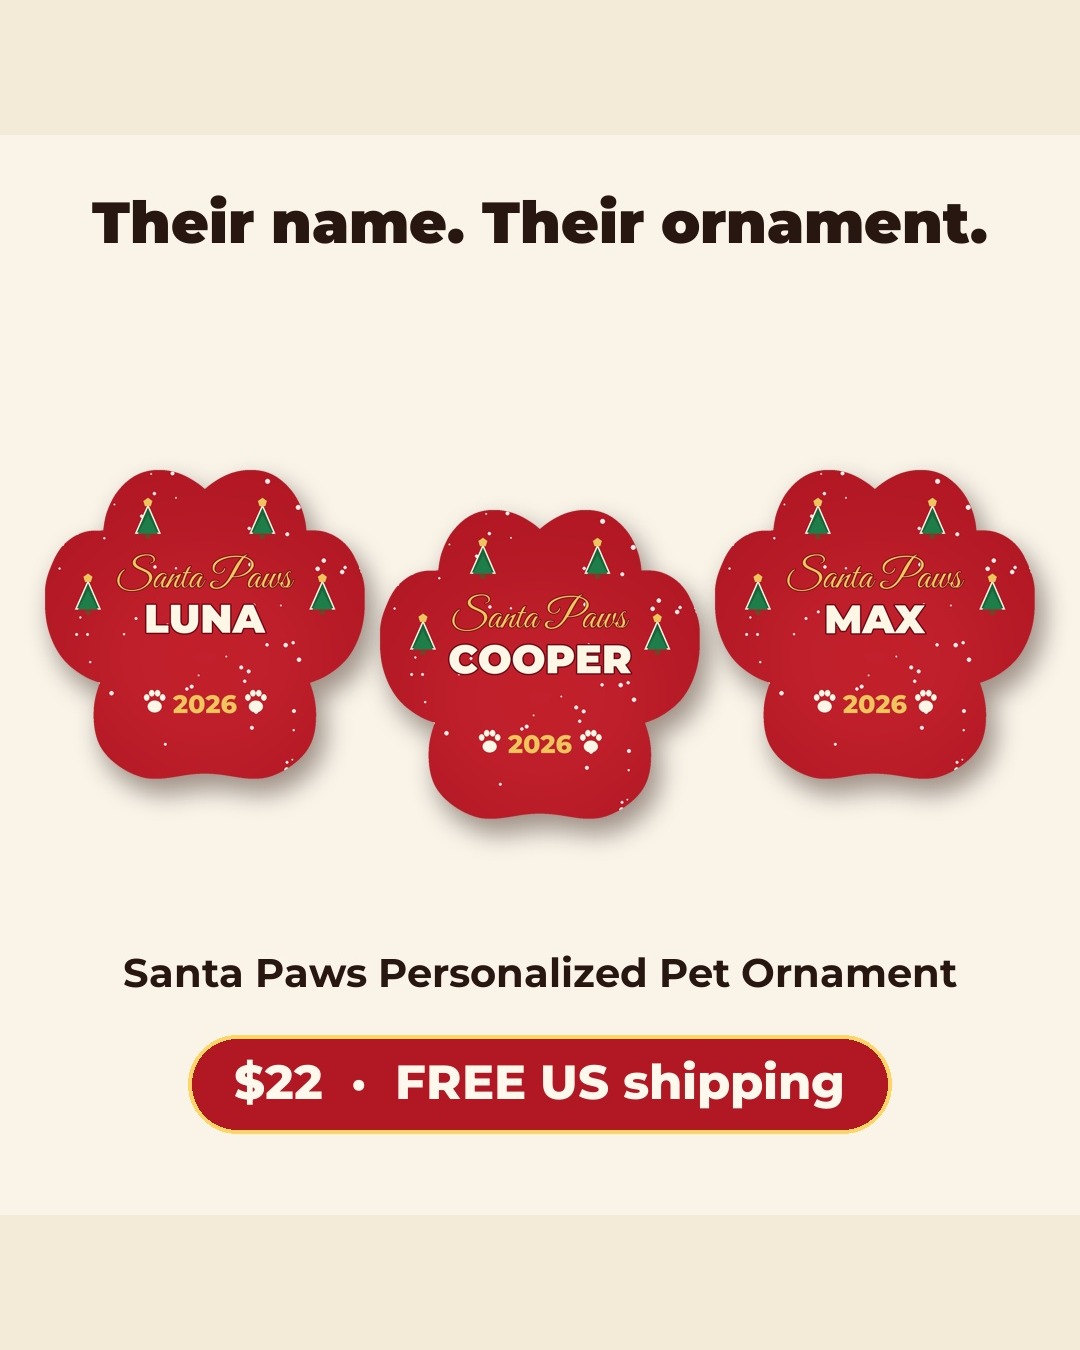 Their name. Their ornament.
Santa Paws
LUNA
2026
Santa Paws
COOPER
2026
Santa Paws
MAX
2026
Santa Paws Personalized Pet Ornament
$22 • FREE US shipping